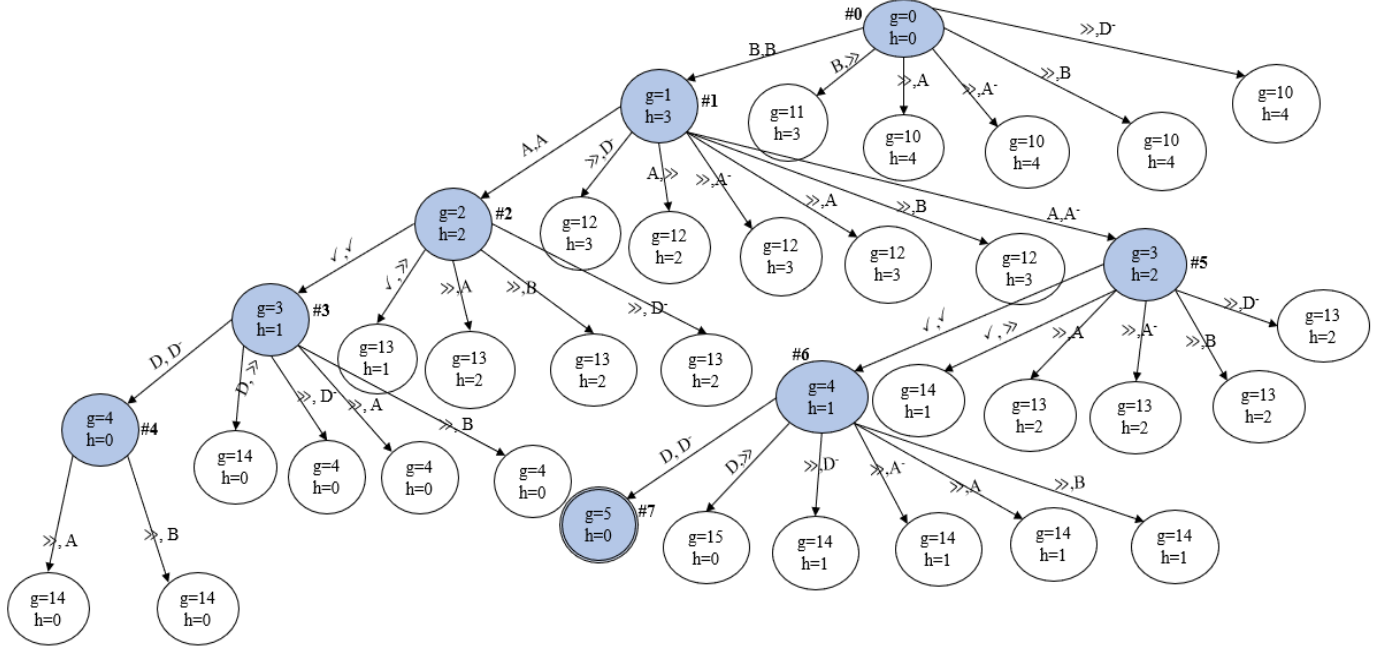 #0
g=0
h=0
B,B
B,≫
≫,A
≫,A⁻
≫,B
≫,D⁻
g=1
h=3
#1
g=11
h=3
g=10
h=4
g=10
h=4
g=10
h=4
g=10
h=4
A,A
≫,D⁻
A,≫
≫,A⁻
≫,A
≫,B
A,A⁻
g=2
h=2
#2
g=12
h=3
g=12
h=2
g=12
h=3
g=12
h=3
g=12
h=3
g=3
h=2
#5
✓,✓
✓,≫
≫,A
≫,B
≫,D⁻
✓,✓
✓,≫
≫,A
≫,A⁻
≫,B
≫,D⁻
g=3
h=1
#3
g=13
h=1
g=13
h=2
g=13
h=2
g=13
h=2
#6
g=4
h=1
g=14
h=1
g=13
h=2
g=13
h=2
g=13
h=2
g=13
h=2
D, D⁻
D, ≫
≫, D⁻
≫, A
≫, B
D, D⁻
D,≫
≫,D⁻
≫,A⁻
≫,A
≫,B
g=4
h=0
#4
g=14
h=0
g=4
h=0
g=4
h=0
g=4
h=0
g=5
h=0
#7
g=15
h=0
g=14
h=1
g=14
h=1
g=14
h=1
g=14
h=1
≫, A
≫, B
g=14
h=0
g=14
h=0